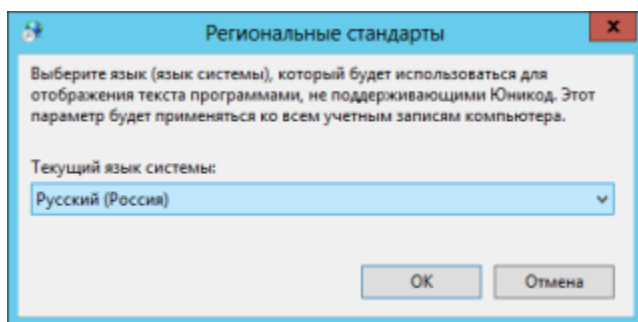 Региональные стандарты
Выберите язык (язык системы), который будет использоваться для
отображения текста программами, не поддерживающими Юникод. Этот
параметр будет применяться ко всем учетным записям компьютера.
Текущий язык системы:
Русский (Россия)
ОК
Отмена